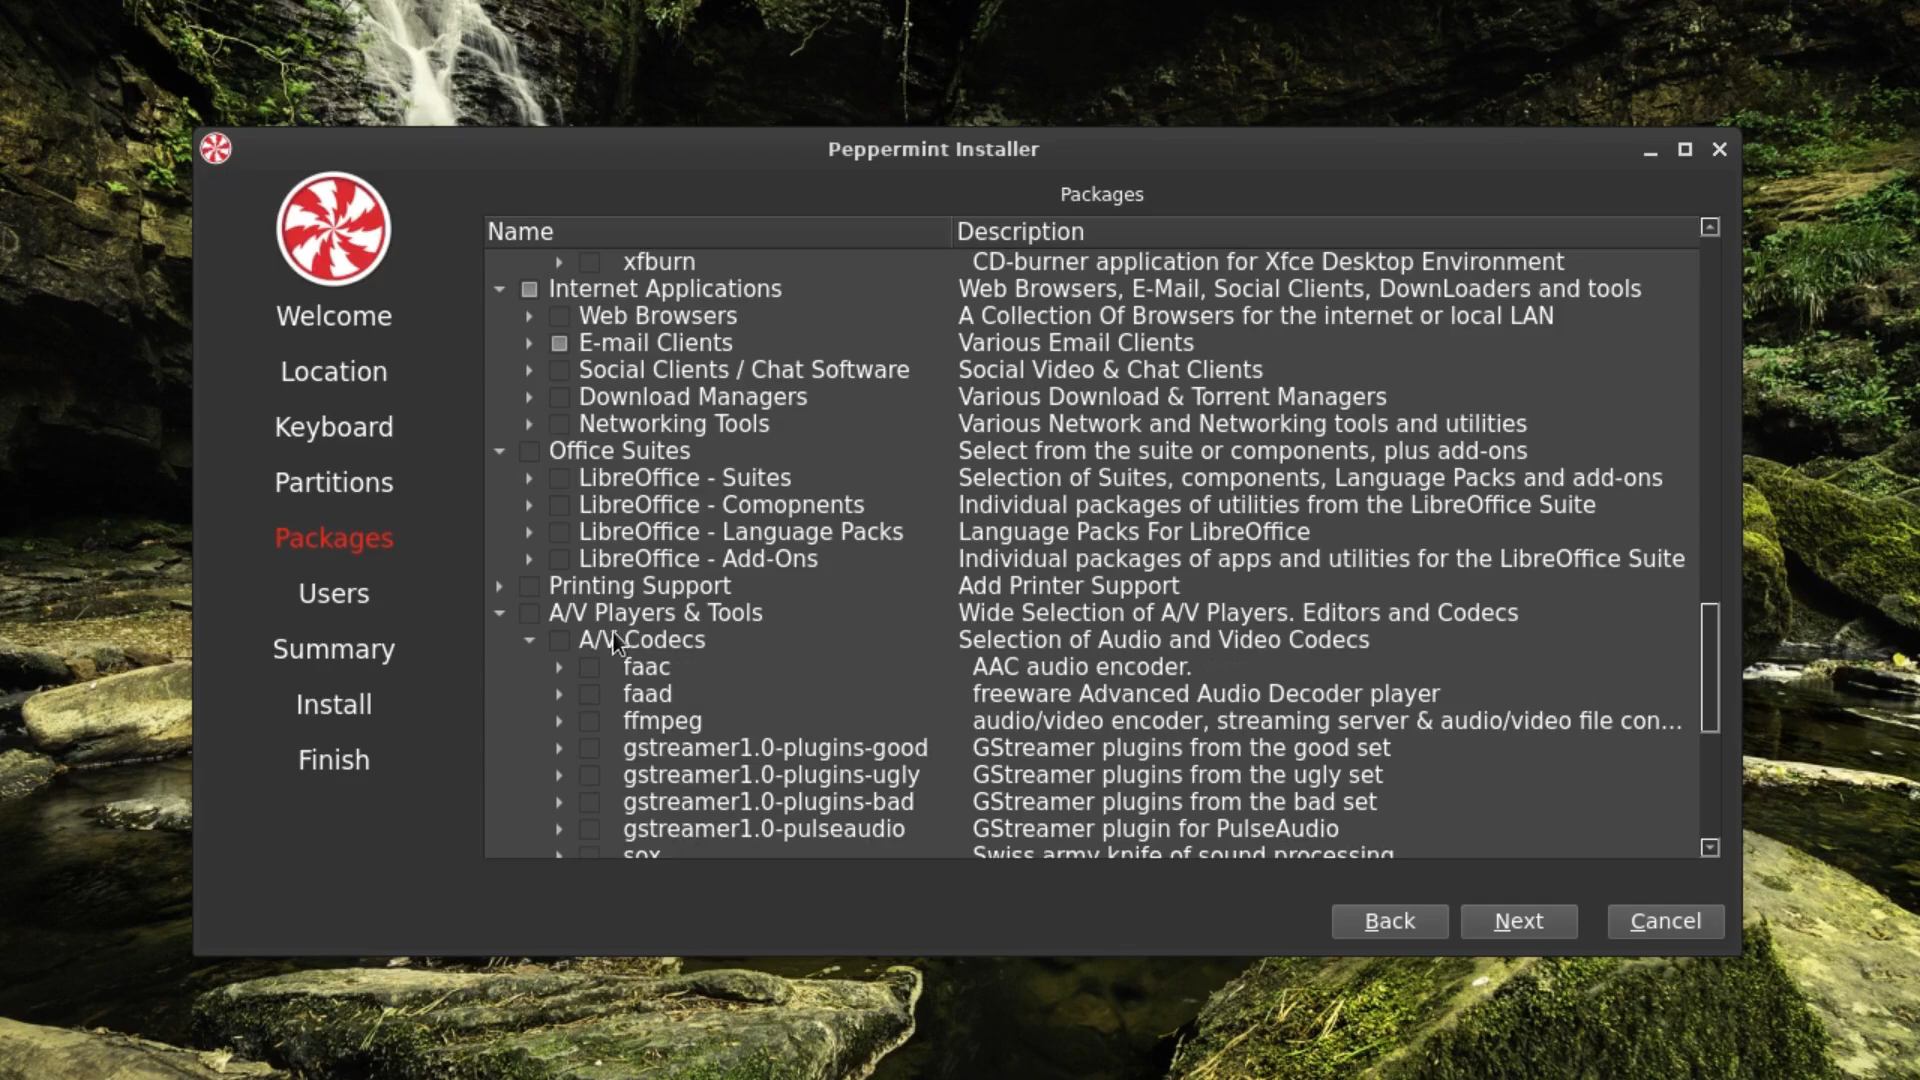 Peppermint Installer
Packages
Welcome
Location
Keyboard
Partitions
Packages
Users
Summary
Install
Finish
Name Description
xfburn CD-burner application for Xfce Desktop Environment
Internet Applications Web Browsers, E-Mail, Social Clients, DownLoaders and tools
Web Browsers A Collection Of Browsers for the internet or local LAN
E-mail Clients Various Email Clients
Social Clients / Chat Software Social Video & Chat Clients
Download Managers Various Download & Torrent Managers
Networking Tools Various Network and Networking tools and utilities
Office Suites Select from the suite or components, plus add-ons
LibreOffice - Suites Selection of Suites, components, Language Packs and add-ons
LibreOffice - Comopnents Individual packages of utilities from the LibreOffice Suite
LibreOffice - Language Packs Language Packs For LibreOffice
LibreOffice - Add-Ons Individual packages of apps and utilities for the LibreOffice Suite
Printing Support Add Printer Support
A/V Players & Tools Wide Selection of A/V Players. Editors and Codecs
A/V Codecs Selection of Audio and Video Codecs
faac AAC audio encoder.
faad freeware Advanced Audio Decoder player
ffmpeg audio/video encoder, streaming server & audio/video file con...
gstreamer1.0-plugins-good GStreamer plugins from the good set
gstreamer1.0-plugins-ugly GStreamer plugins from the ugly set
gstreamer1.0-plugins-bad GStreamer plugins from the bad set
gstreamer1.0-pulseaudio GStreamer plugin for PulseAudio
sox Swiss army knife of sound processing
Back Next Cancel